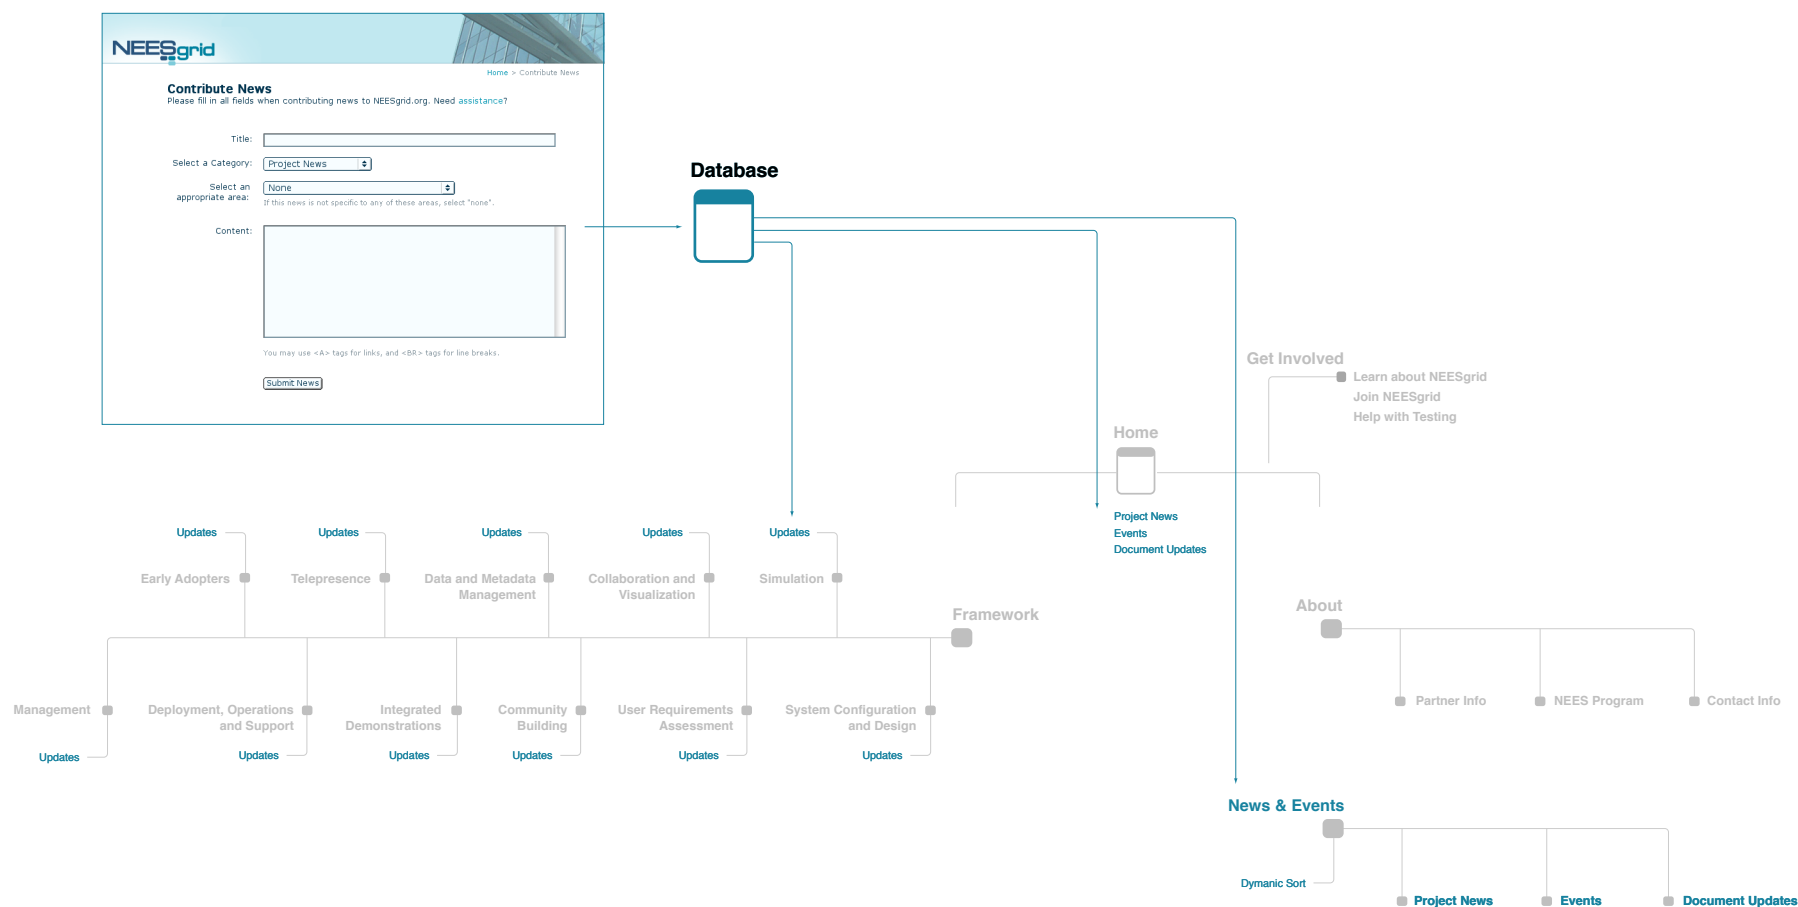 NEESgrid
Home > Contribute News
Contribute News
Please fill in all fields when contributing news to NEESgrid.org. Need assistance?
Title:
Select a Category: Project News
Select an
appropriate area:
None
If this news is not specific to any of these areas, select "none".
Content:
You may use <A> tags for links, and <BR> tags for line breaks.
Submit News
Database
Get Involved
Learn about NEESgrid
Join NEESgrid
Help with Testing
Home
Project News
Events
Document Updates
Updates
Updates
Updates
Updates
Updates
Early Adopters
Telepresence
Data and Metadata
Management
Collaboration and
Visualization
Simulation
Framework
About
Management
Deployment, Operations
and Support
Integrated
Demonstrations
Community
Building
User Requirements
Assessment
System Configuration
and Design
Partner Info
NEES Program
Contact Info
Updates
Updates
Updates
Updates
Updates
Updates
News & Events
Dymanic Sort
Project News
Events
Document Updates